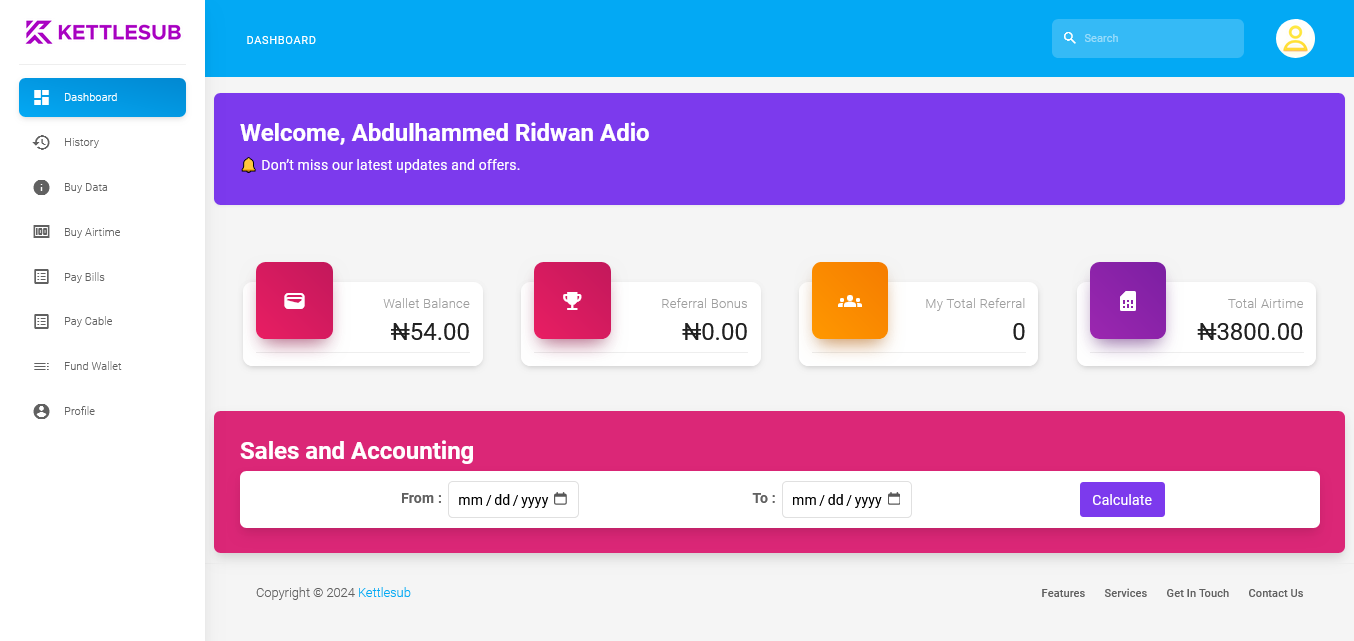 KETTLESUB
DASHBOARD
Search
Dashboard
History
Buy Data
Buy Airtime
Pay Bills
Pay Cable
Fund Wallet
Profile
Welcome, Abdulhammed Ridwan Adio
🔔 Don’t miss our latest updates and offers.
Wallet Balance
₦54.00
Referral Bonus
₦0.00
My Total Referral
0
Total Airtime
₦3800.00
Sales and Accounting
From : mm/dd/yyyy To : mm/dd/yyyy Calculate
Copyright © 2024 Kettlesub
Features Services Get In Touch Contact Us